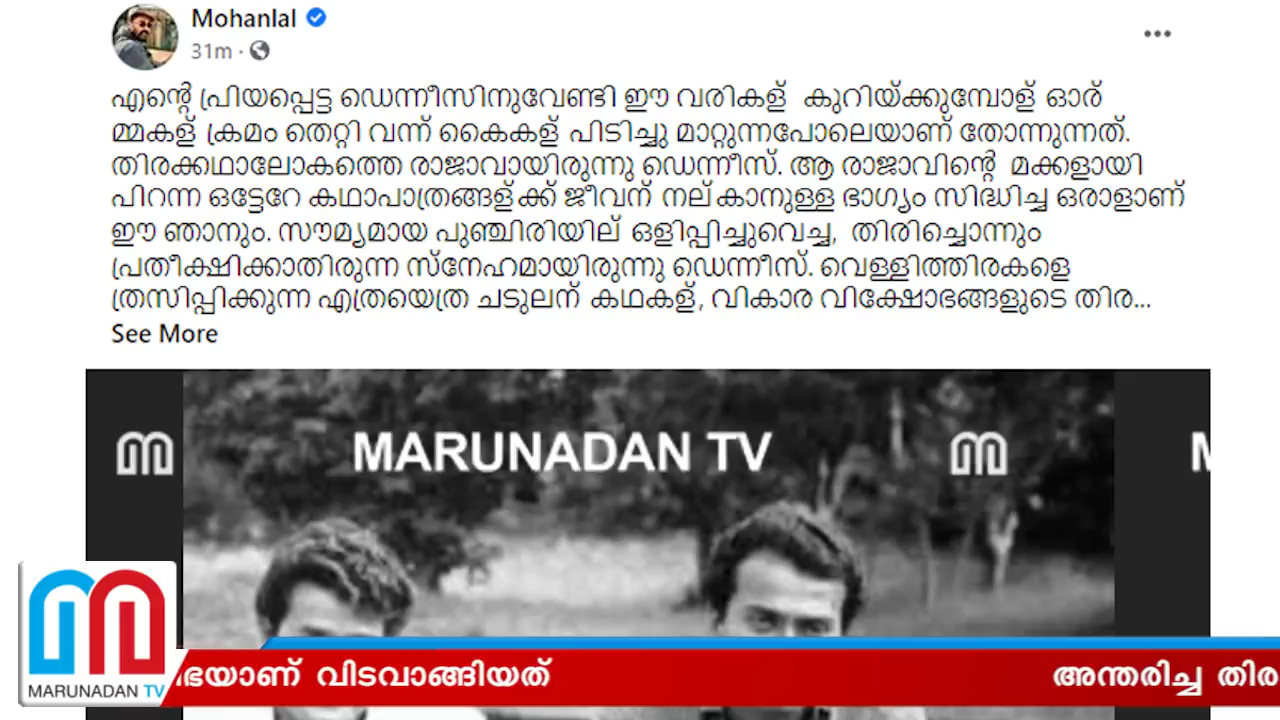 Mohanlal
31m ·
എന്റെ പ്രിയപ്പെട്ട ഡെന്നീസിനുവേണ്ടി ഈ വരികള് കുറിയ്ക്കുമ്പോള് ഓര്
മ്മകള് ക്രമം തെറ്റി വന്ന് കൈകള് പിടിച്ചു മാറ്റുന്നപോലെയാണ് തോന്നുന്നത്.
തിരക്കഥാലോകത്തെ രാജാവായിരുന്നു ഡെന്നീസ്. ആ രാജാവിന്റെ മക്കളായി
പിറന്ന ഒട്ടേറേ കഥാപാത്രങ്ങള്ക്ക് ജീവന് നല്കാനുള്ള ഭാഗ്യം സിദ്ധിച്ച ഒരാളാണ്
ഈ ഞാനും. സൗമ്യമായ പുഞ്ചിരിയില് ഒളിപ്പിച്ചുവെച്ച, തിരിച്ചൊന്നും
പ്രതീക്ഷിക്കാതിരുന്ന സ്നേഹമായിരുന്നു ഡെന്നീസ്. വെള്ളിത്തിരകളെ
ത്രസിപ്പിക്കുന്ന എത്രയെത്ര ചടുലന് കഥകള്, വികാര വിക്ഷോഭങ്ങളുടെ തിര...
See More
MARUNADAN TV
ഭയാണ് വിടവാങ്ങിയത്
അന്തരിച്ച തിര
MARUNADAN TV